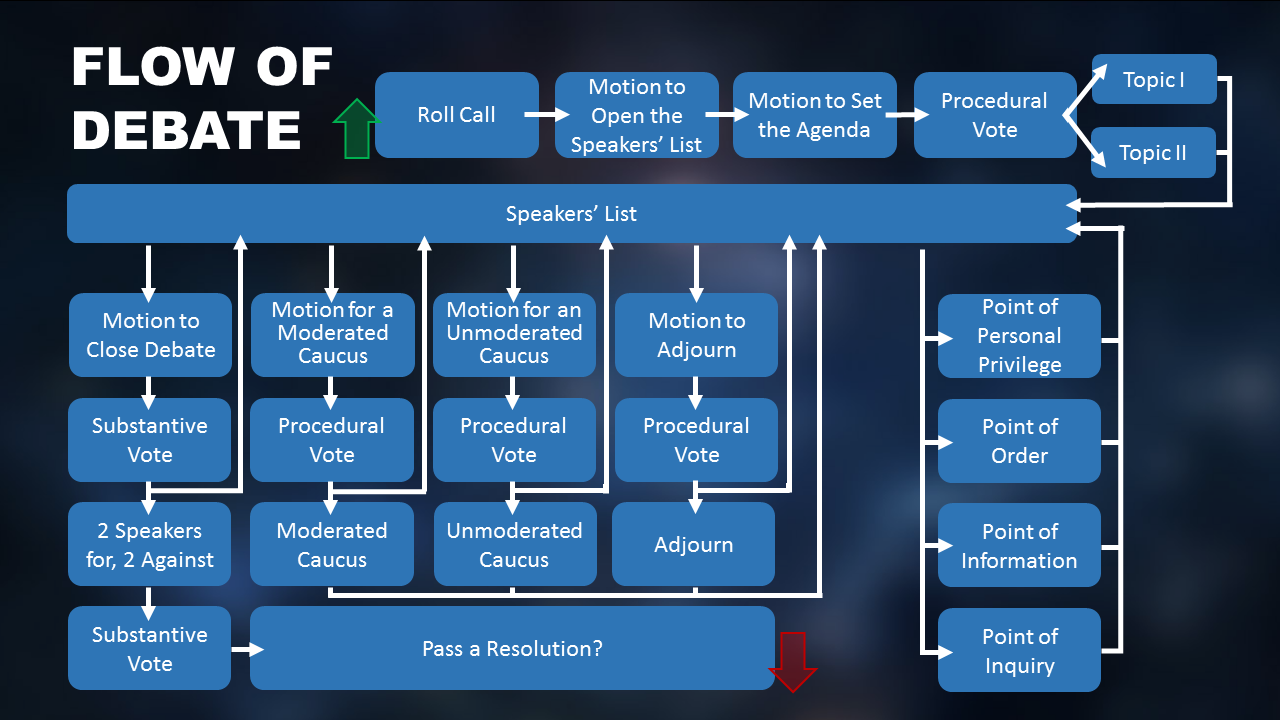 FLOW OF
DEBATE
Roll Call
Motion to
Open the
Speakers’ List
Motion to Set
the Agenda
Procedural
Vote
Topic I
Topic II
Speakers’ List
Motion to
Close Debate
Motion for a
Moderated
Caucus
Motion for an
Unmoderated
Caucus
Motion to
Adjourn
Point of
Personal
Privilege
Substantive
Vote
Procedural
Vote
Procedural
Vote
Procedural
Vote
Point of
Order
2 Speakers
for, 2 Against
Moderated
Caucus
Unmoderated
Caucus
Adjourn
Point of
Information
Substantive
Vote
Pass a Resolution?
Point of
Inquiry